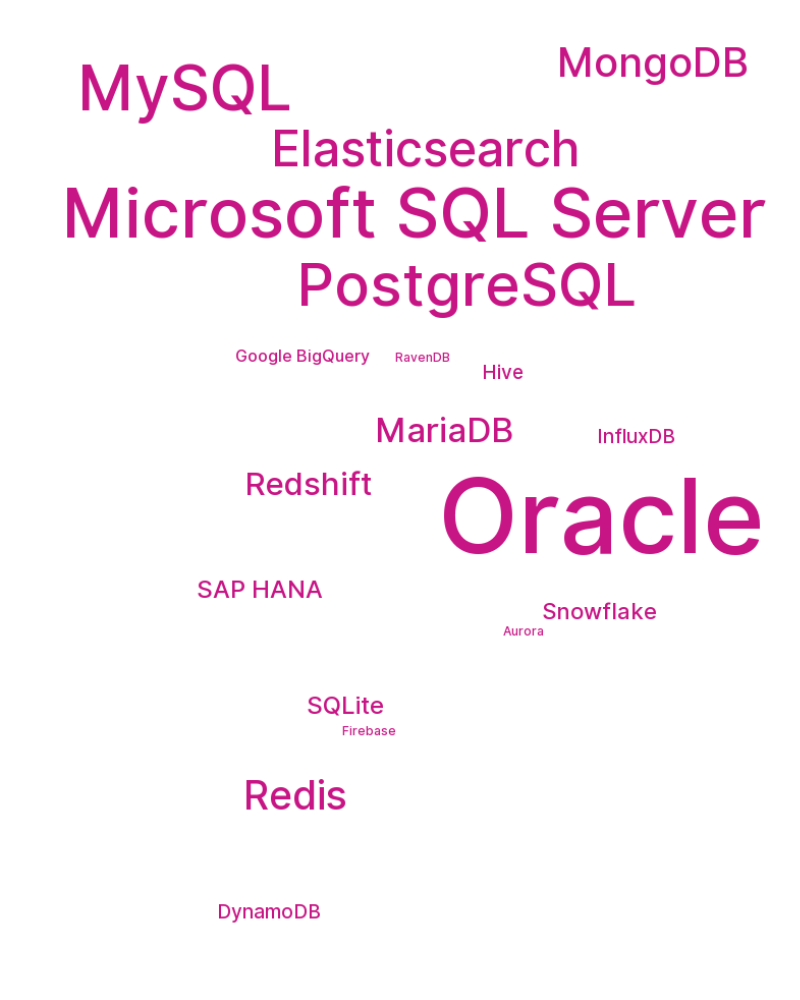 MongoDB
MySQL
Elasticsearch
Microsoft SQL Server
PostgreSQL
Google BigQuery
RavenDB
Hive
MariaDB
InfluxDB
Redshift
Oracle
SAP HANA
Snowflake
Aurora
SQLite
Firebase
Redis
DynamoDB